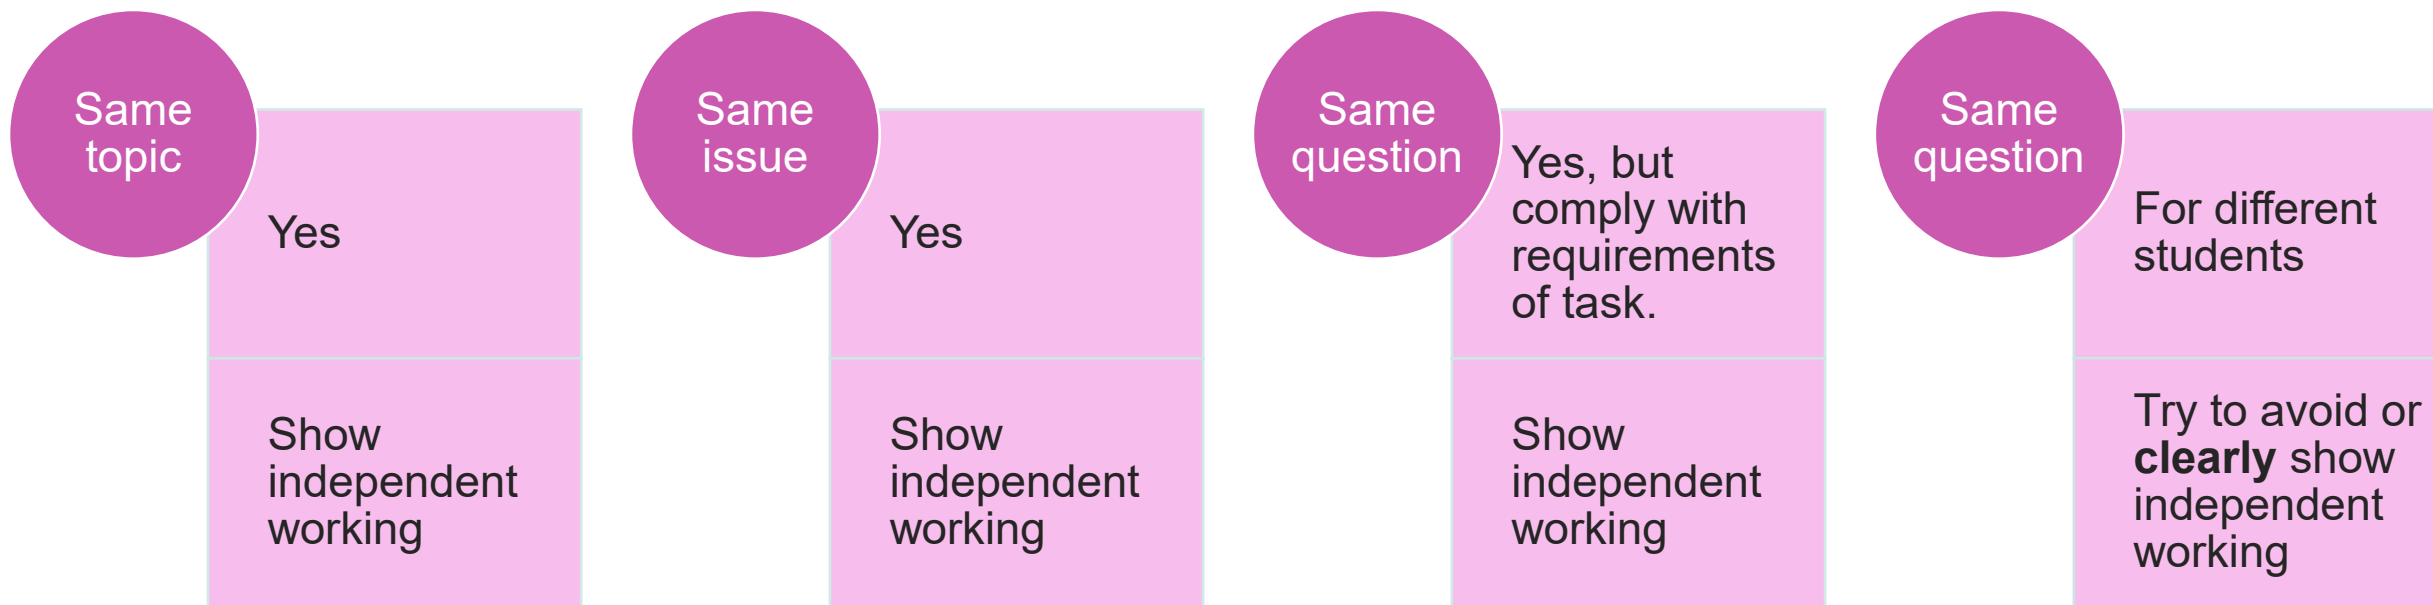 Same
topic
Yes
Show
independent
working
Same
issue
Yes
Show
independent
working
Same
question
Yes, but
comply with
requirements
of task.
Show
independent
working
Same
question
For different
students
Try to avoid or
clearly show
independent
working